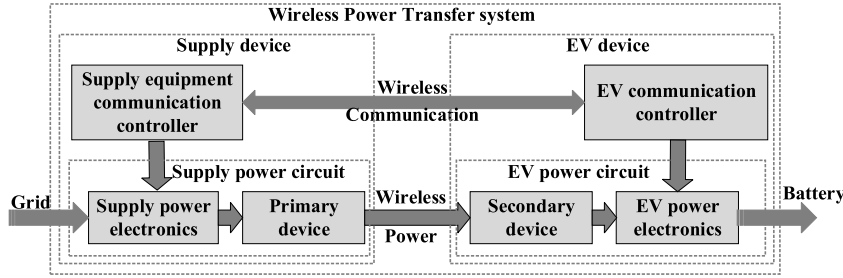 Wireless Power Transfer system
Supply device
EV device
Supply equipment
communication
controller
Wireless
Communication
EV communication
controller
Supply power circuit
EV power circuit
Grid
Supply power
electronics
Primary
device
Wireless
Power
Secondary
device
EV power
electronics
Battery